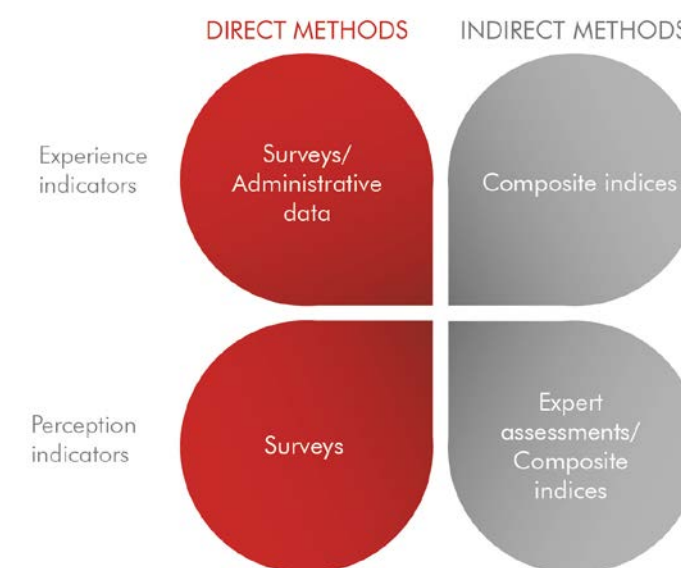 DIRECT METHODS
INDIRECT METHODS
Experience
indicators
Surveys/
Administrative
data
Composite indices
Perception
indicators
Surveys
Expert
assessments/
Composite
indices